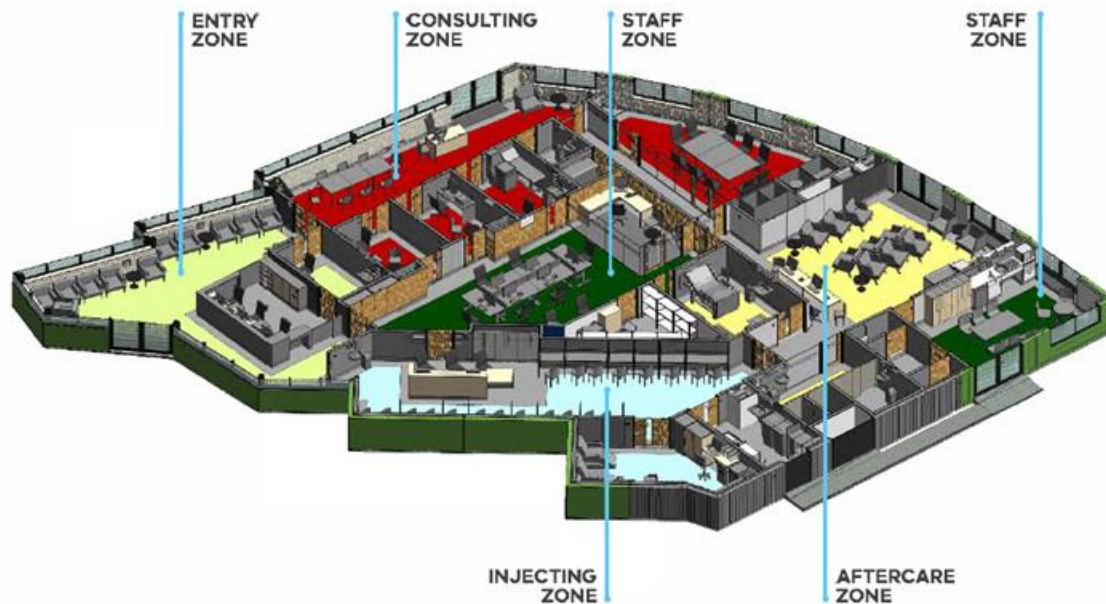 ENTRY
ZONE
CONSULTING
ZONE
STAFF
ZONE
STAFF
ZONE
INJECTING
ZONE
AFTERCARE
ZONE